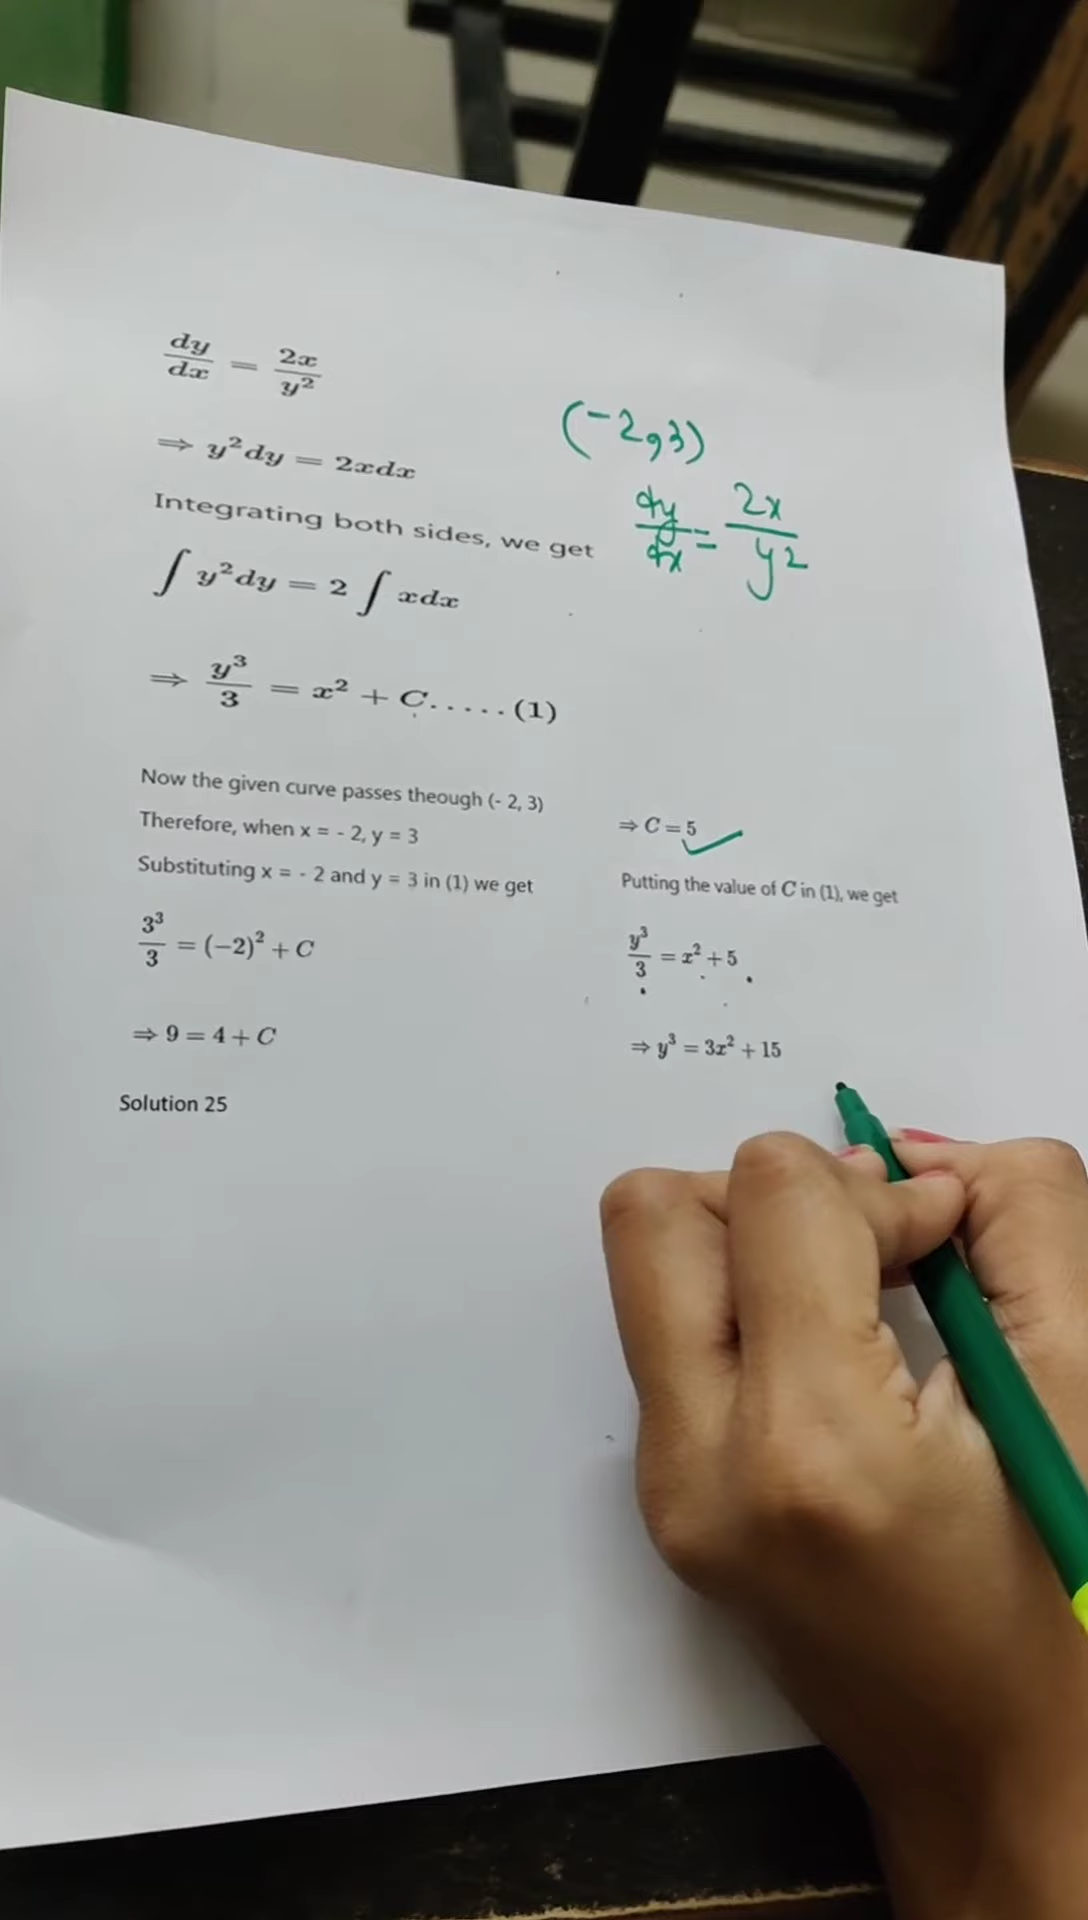 dy/dx = 2x/y²
⇒ y²dy = 2xdx
Integrating both sides, we get
∫ y²dy = 2 ∫ xdx
⇒ y³/3 = x² + C.....(1)
(-2,3)
dy/dx = 2x/y²
Now the given curve passes theough (- 2, 3)
Therefore, when x = - 2, y = 3
Substituting x = - 2 and y = 3 in (1) we get
3³/3 = (−2)² + C
⇒ 9 = 4 + C
Solution 25
⇒ C = 5
Putting the value of C in (1), we get
y³/3 = x² + 5
⇒ y³ = 3x² + 15